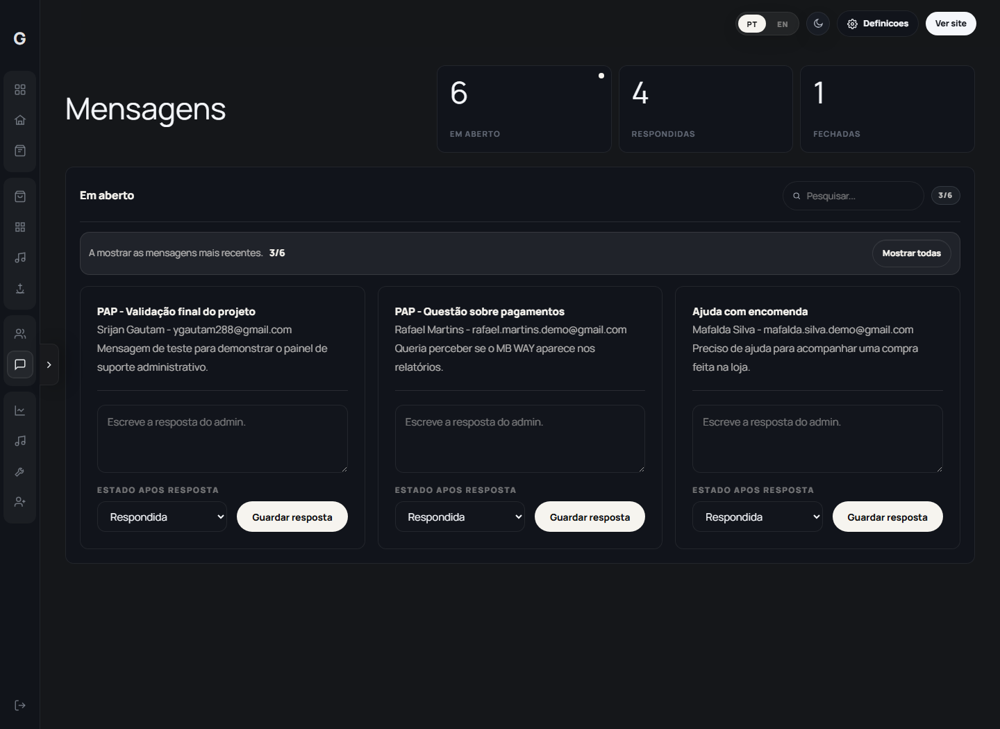 G
PT
EN
Definicoes
Ver site
Mensagens
6
EM ABERTO
4
RESPONDIDAS
1
FECHADAS
Em aberto
Pesquisar...
3/6
A mostrar as mensagens mais recentes. 3/6
Mostrar todas
PAP - Validação final do projeto
Srijan Gautam - ygautam288@gmail.com
Mensagem de teste para demonstrar o painel de
suporte administrativo.
Escreve a resposta do admin.
ESTADO APOS RESPOSTA
Respondida
Guardar resposta
PAP - Questão sobre pagamentos
Rafael Martins - rafael.martins.demo@gmail.com
Queria perceber se o MB WAY aparece nos
relatórios.
Escreve a resposta do admin.
ESTADO APOS RESPOSTA
Respondida
Guardar resposta
Ajuda com encomenda
Mafalda Silva - mafalda.silva.demo@gmail.com
Preciso de ajuda para acompanhar uma compra
feita na loja.
Escreve a resposta do admin.
ESTADO APOS RESPOSTA
Respondida
Guardar resposta